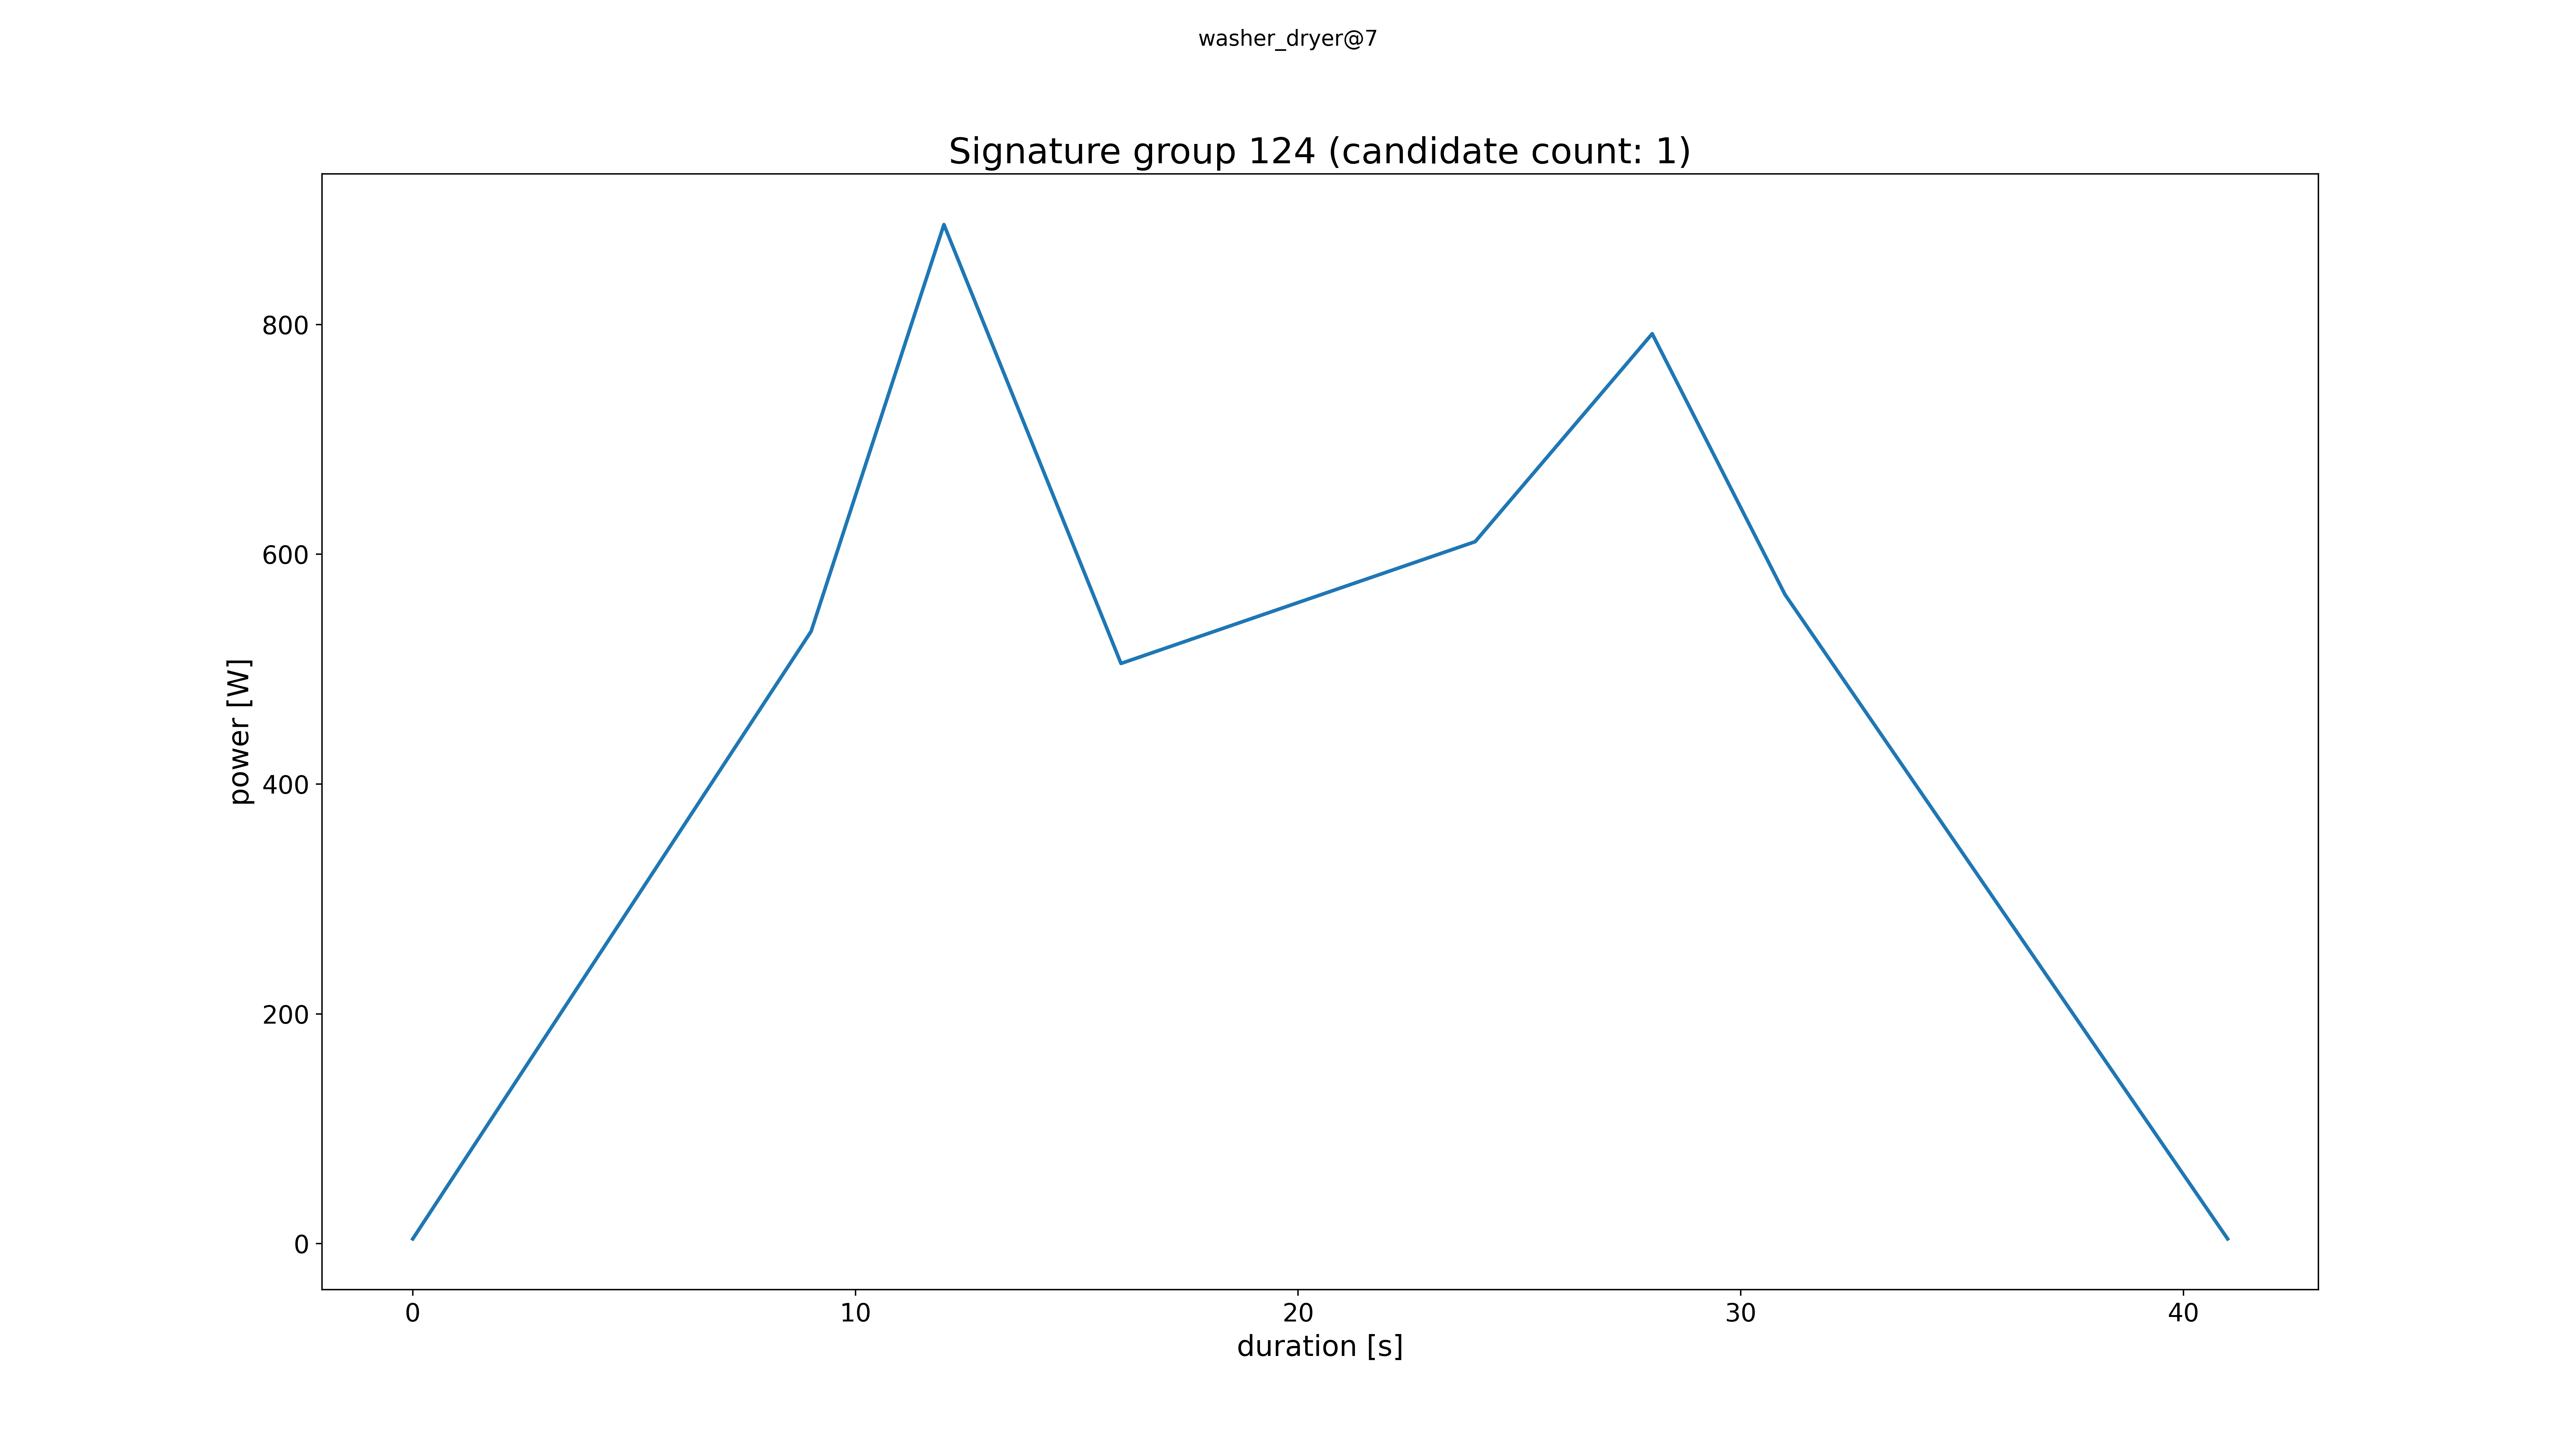 washer_dryer@7
Signature group 124 (candidate count: 1)
800
600
400
200
0
power [W]
0 10 20 30 40
duration [s]